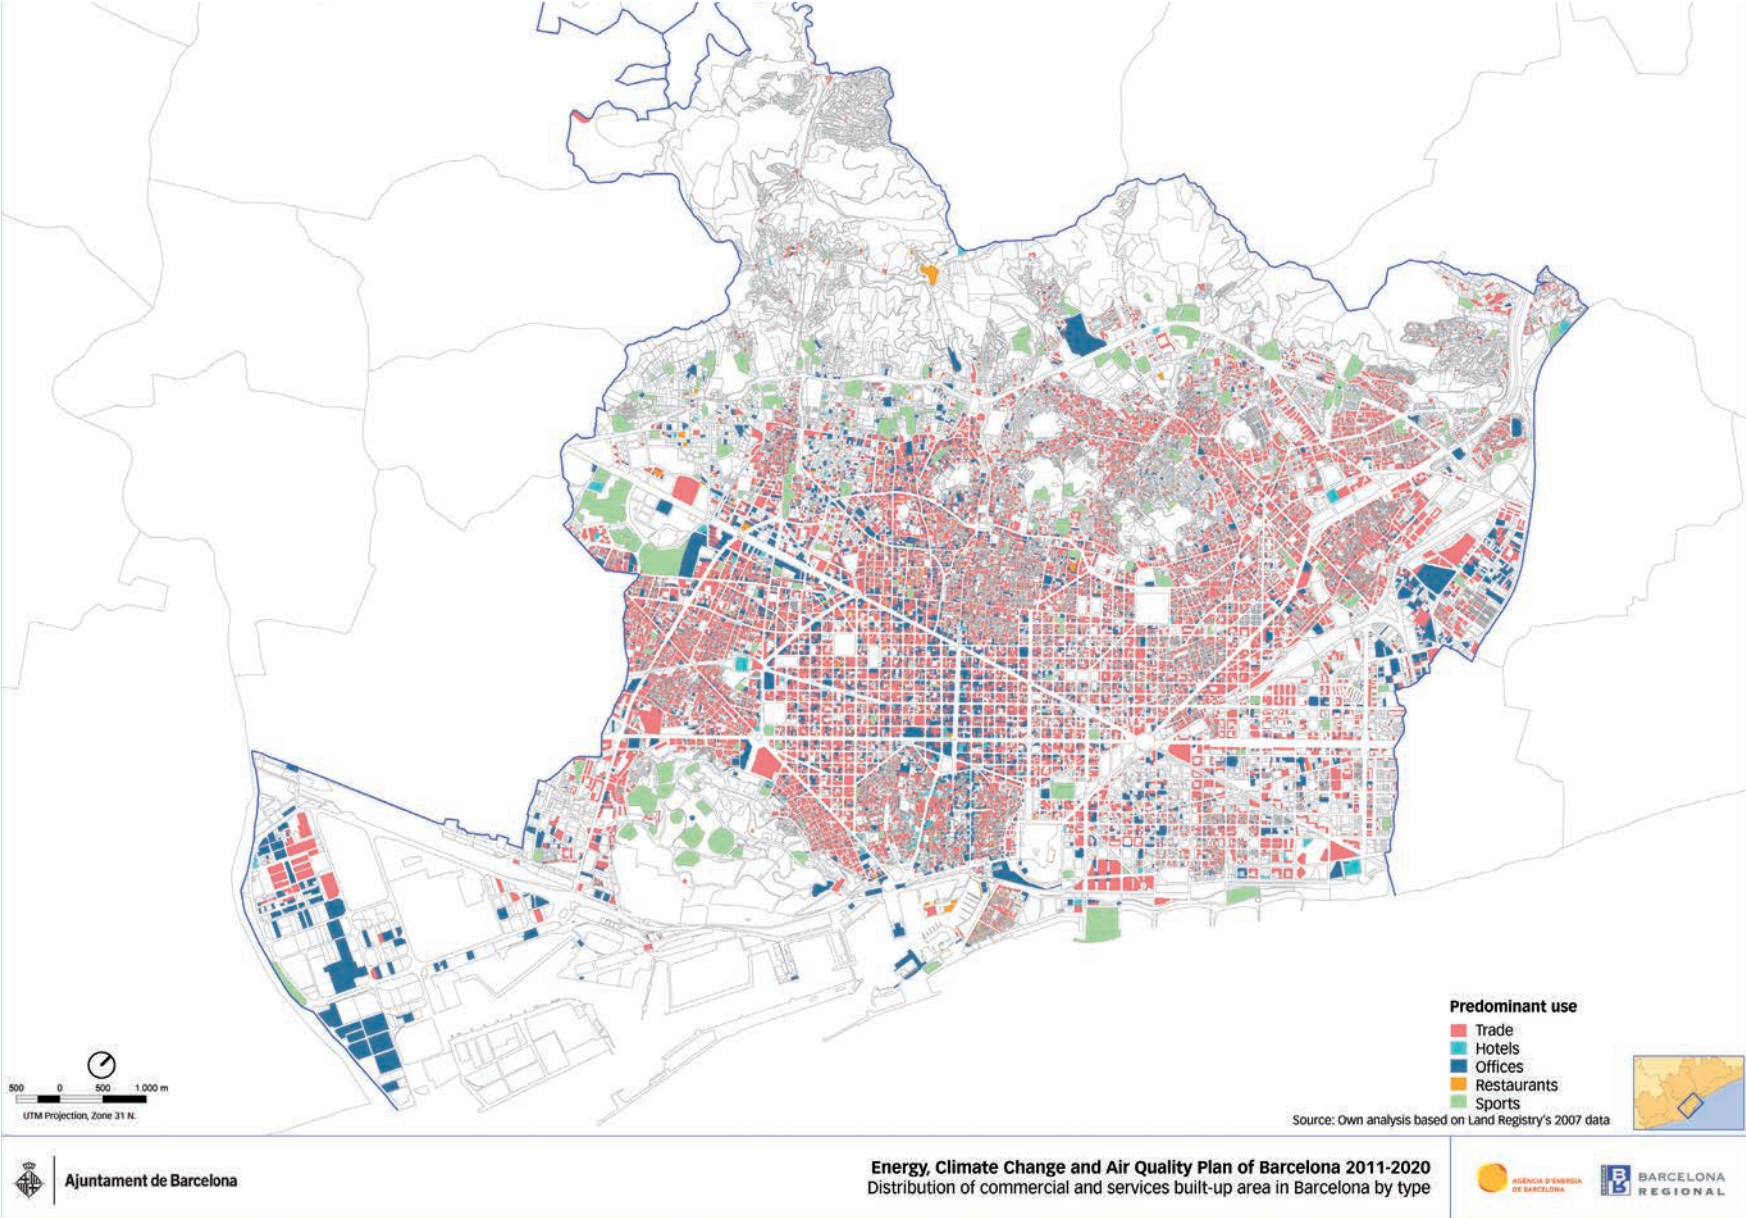 Predominant use
Trade
Hotels
Offices
Restaurants
Sports
500 0 500 1.000 m
UTM Projection, Zone 31 N.
Source: Own analysis based on Land Registry's 2007 data
Ajuntament de Barcelona
Energy, Climate Change and Air Quality Plan of Barcelona 2011-2020
Distribution of commercial and services built-up area in Barcelona by type
AGÈNCIA D'ENERGIA
DE BARCELONA
BARCELONA
REGIONAL